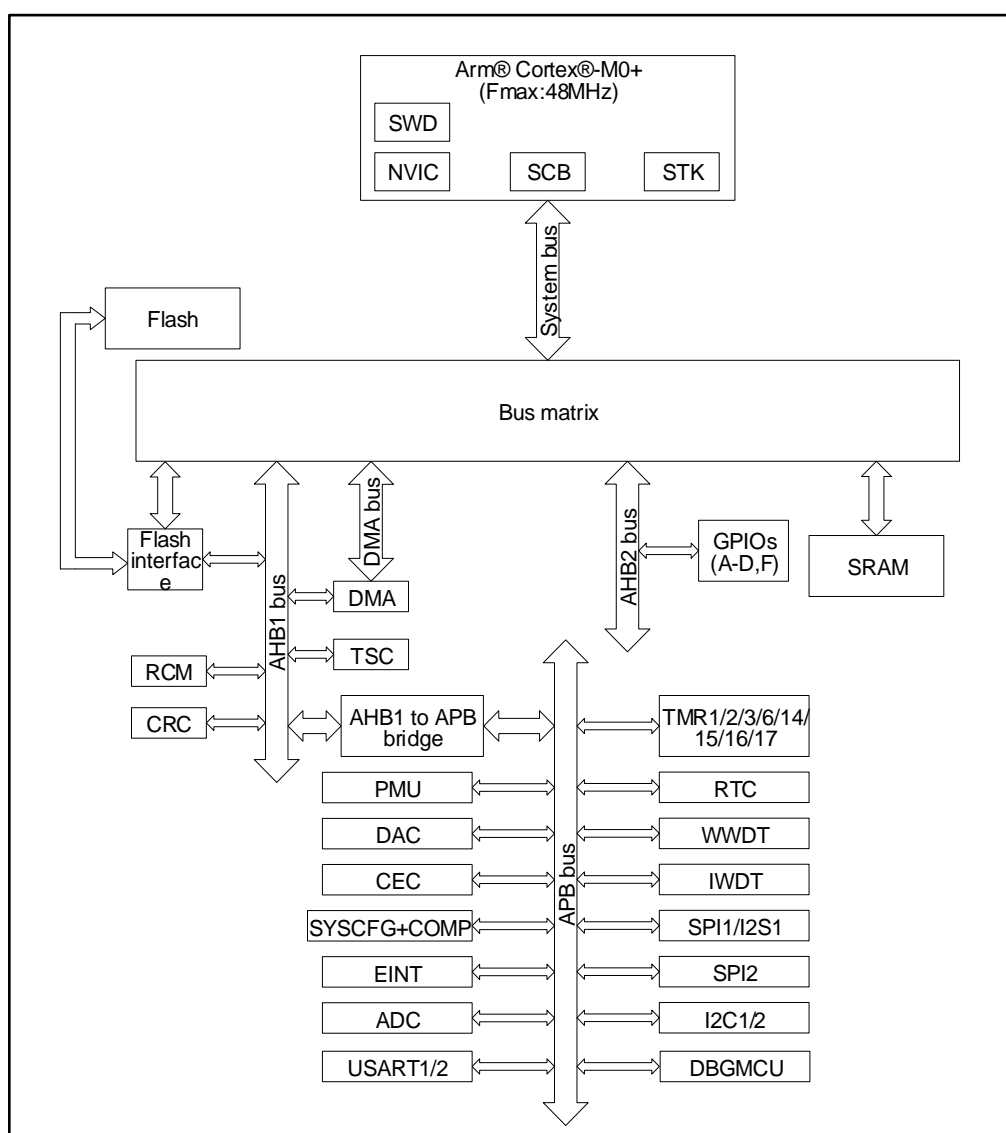 Arm® Cortex®-M0+
(Fmax:48MHz)
SWD
NVIC
SCB
STK
System bus
Flash
Bus matrix
Flash
interfac
e
DMA bus
AHB2 bus
GPIOs
(A-D,F)
SRAM
DMA
AHB1 bus
TSC
RCM
CRC
AHB1 to APB
bridge
TMR1/2/3/6/14/
15/16/17
PMU
RTC
DAC
WWDT
CEC
IWDT
APB bus
SYSCFG+COMP
SPI1/I2S1
EINT
SPI2
ADC
I2C1/2
USART1/2
DBGMCU